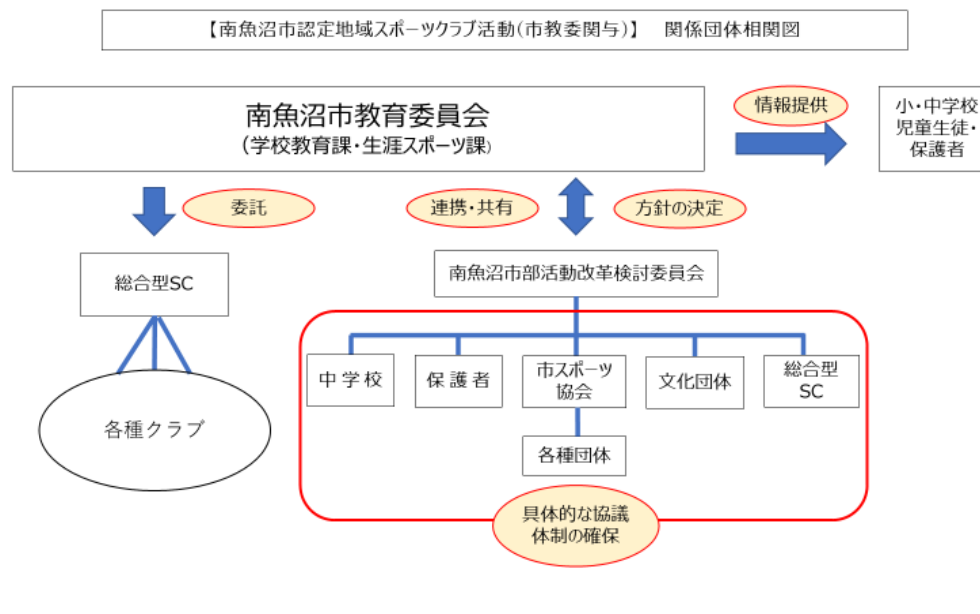 【南魚沼市認定地域スポーツクラブ活動(市教委関与)】　関係団体相関図
南魚沼市教育委員会
(学校教育課・生涯スポーツ課)
情報提供
小・中学校
児童生徒・
保護者
委託
連携・共有
方針の決定
総合型SC
南魚沼市部活動改革検討委員会
中学校
保護者
市スポーツ
協会
文化団体
総合型
SC
各種クラブ
各種団体
具体的な協議
体制の確保